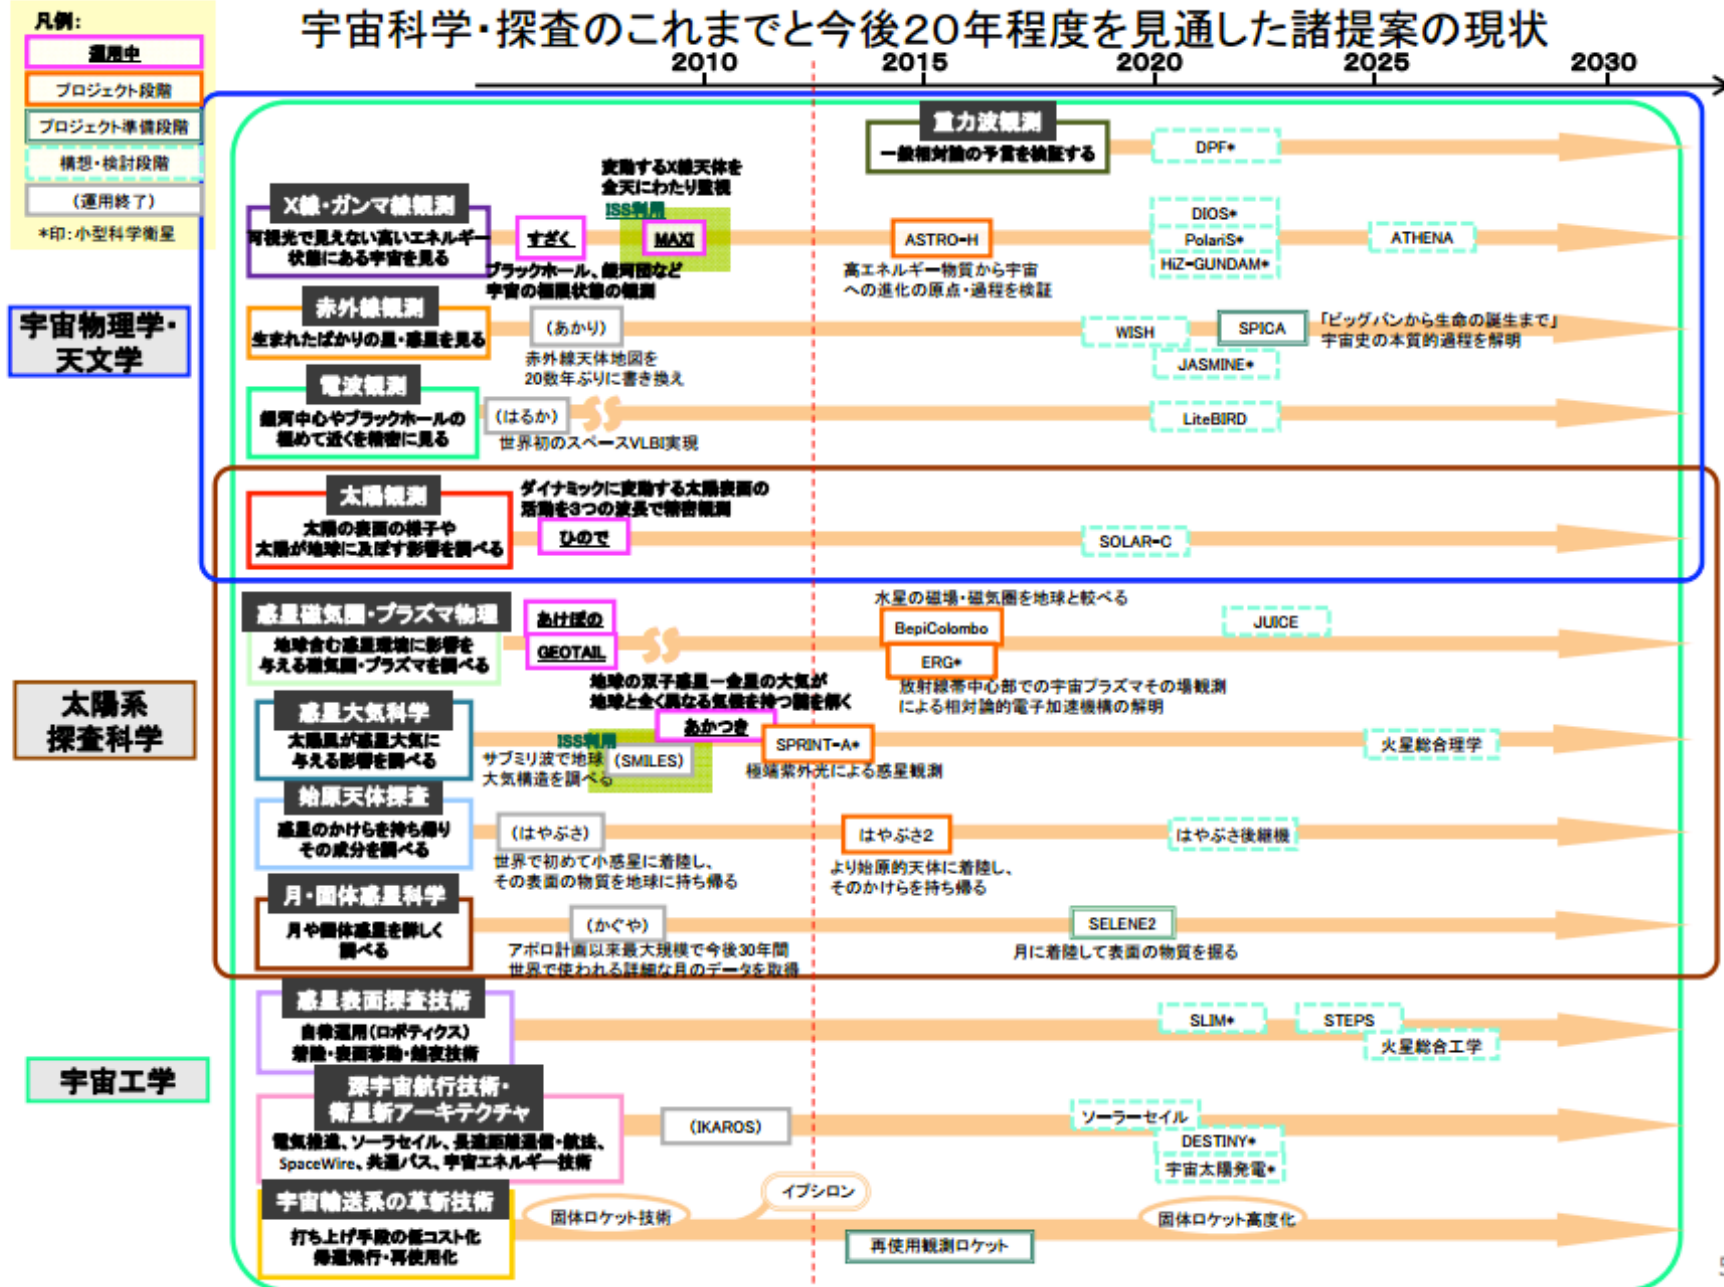 宇宙科学・探査のこれまでと今後20年程度を見通した諸提案の現状
凡例:
運用中
プロジェクト段階
プロジェクト準備段階
構想・検討段階
(運用終了)
*印:小型科学衛星
2010
2015
2020
2025
2030
宇宙物理学・
天文学
重力波観測
一般相対論の予言を検証する
DPF*
X線・ガンマ線観測
可視光で見えない高いエネルギー
状態にある宇宙を見る
すざく
ブラックホール、銀河団など
宇宙の極限状態の観測
変動するX線天体を
全天にわたり監視
ISS利用
MAXI
ASTRO-H
高エネルギー物質から宇宙
への進化の原点・過程を検証
DIOS*
PolariS*
HiZ-GUNDAM*
ATHENA
赤外線観測
生まれたばかりの星・惑星を見る
(あかり)
赤外線天体地図を
20数年ぶりに書き換え
WISH
JASMINE*
SPICA
「ビッグバンから生命の誕生まで」
宇宙史の本質的過程を解明
電波観測
銀河中心やブラックホールの
極めて近くを精密に見る
(はるか)
世界初のスペースVLBI実現
LiteBIRD
太陽観測
太陽の表面の様子や
太陽が地球に及ぼす影響を調べる
ダイナミックに変動する太陽表面の
活動を3つの波長で精密観測
ひので
SOLAR-C
太陽系
探査科学
惑星磁気圏・プラズマ物理
地球含む惑星環境に影響を
与える磁気圏・プラズマを調べる
あけぼの
GEOTAIL
水星の磁場・磁気圏を地球と較べる
BepiColombo
ERG*
放射線帯中心部での宇宙プラズマその場観測
による相対論的電子加速機構の解明
JUICE
惑星大気科学
太陽風が惑星大気に
与える影響を調べる
地球の双子惑星ー金星の大気が
地球と全く異なる気候を持つ謎を解く
あかつき
ISS利用
サブミリ波で地球
大気構造を調べる
(SMILES)
SPRINT-A*
極端紫外光による惑星観測
火星総合理学
始原天体探査
惑星のかけらを持ち帰り
その成分を調べる
(はやぶさ)
世界で初めて小惑星に着陸し、
その表面の物質を地球に持ち帰る
はやぶさ2
より始原的天体に着陸し、
そのかけらを持ち帰る
はやぶさ後継機
月・固体惑星科学
月や固体惑星を詳しく
調べる
(かぐや)
アポロ計画以来最大規模で今後30年間
世界で使われる詳細な月のデータを取得
SELENE2
月に着陸して表面の物質を掘る
宇宙工学
惑星表面探査技術
自律運用(ロボティクス)
着陸・表面移動・越夜技術
SLIM*
STEPS
火星総合工学
深宇宙航行技術・
衛星新アーキテクチャ
電気推進、ソーラセイル、長遠距離通信・航法、
SpaceWire、共通バス、宇宙エネルギー技術
(IKAROS)
ソーラーセイル
DESTINY*
宇宙太陽発電*
宇宙輸送系の革新技術
打ち上げ手段の低コスト化
帰還飛行・再使用化
固体ロケット技術
イプシロン
再使用観測ロケット
固体ロケット高度化